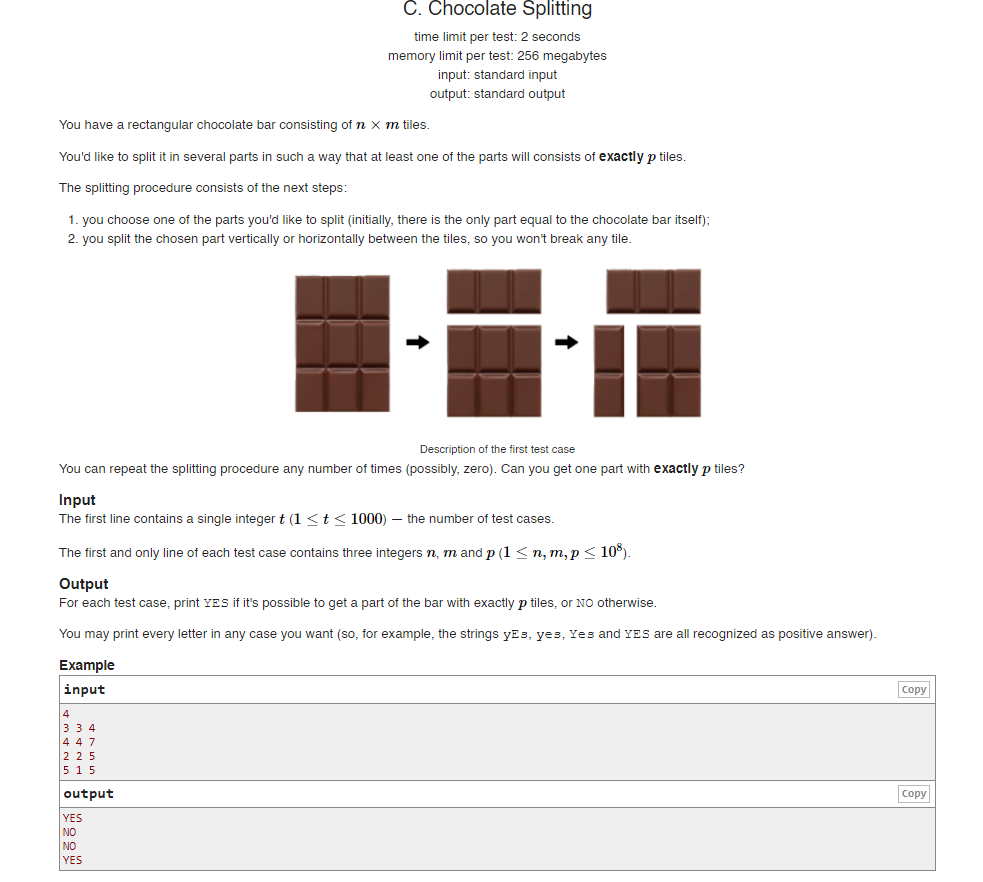 C. Chocolate Splitting
time limit per test: 2 seconds
memory limit per test: 256 megabytes
input: standard input
output: standard output
You have a rectangular chocolate bar consisting of n × m tiles.
You'd like to split it in several parts in such a way that at least one of the parts will consists of exactly p tiles.
The splitting procedure consists of the next steps:
1. you choose one of the parts you'd like to split (initially, there is the only part equal to the chocolate bar itself);
2. you split the chosen part vertically or horizontally between the tiles, so you won't break any tile.
Description of the first test case
You can repeat the splitting procedure any number of times (possibly, zero). Can you get one part with exactly p tiles?
Input
The first line contains a single integer t (1 ≤ t ≤ 1000) — the number of test cases.
The first and only line of each test case contains three integers n, m and p (1 ≤ n, m, p ≤ 10⁸).
Output
For each test case, print YES if it's possible to get a part of the bar with exactly p tiles, or NO otherwise.
You may print every letter in any case you want (so, for example, the strings yEs, yes, Yes and YES are all recognized as positive answer).
Example
input Copy
4
3 3 4
4 4 7
2 2 5
5 1 5
output Copy
YES
NO
NO
YES